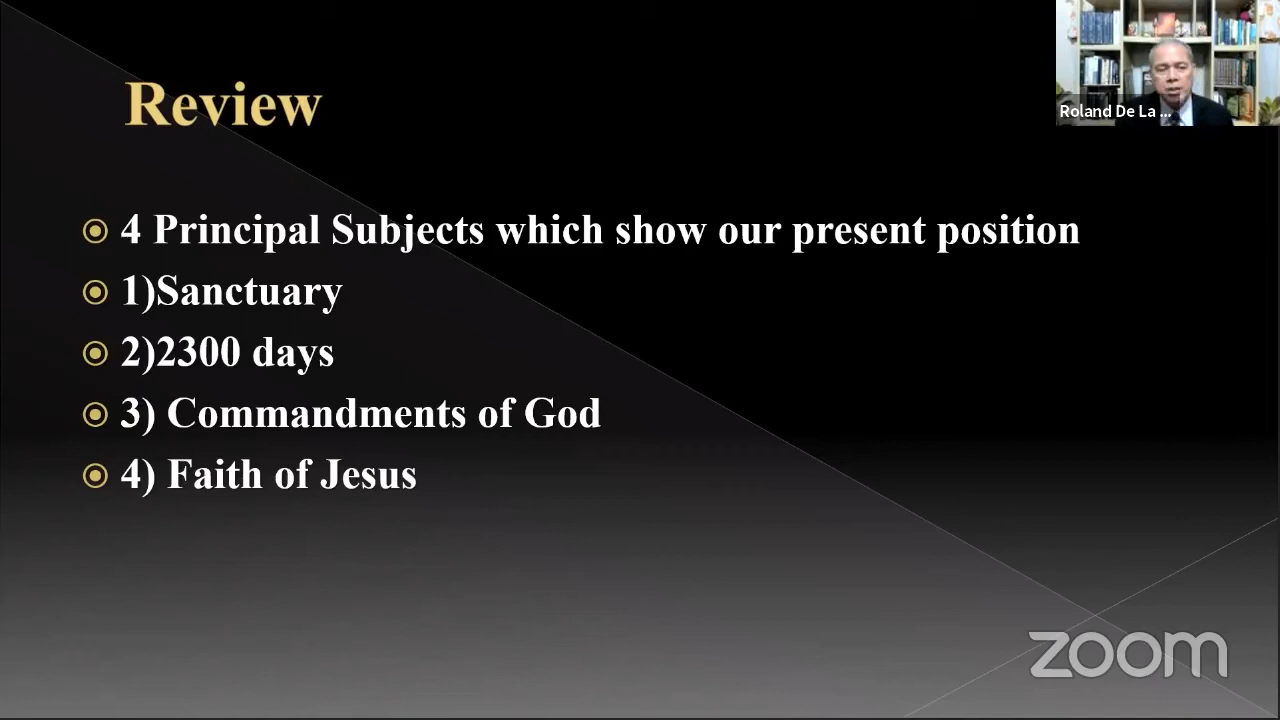 Review
Roland De La ...
4 Principal Subjects which show our present position
1)Sanctuary
2)2300 days
3) Commandments of God
4) Faith of Jesus
zoom